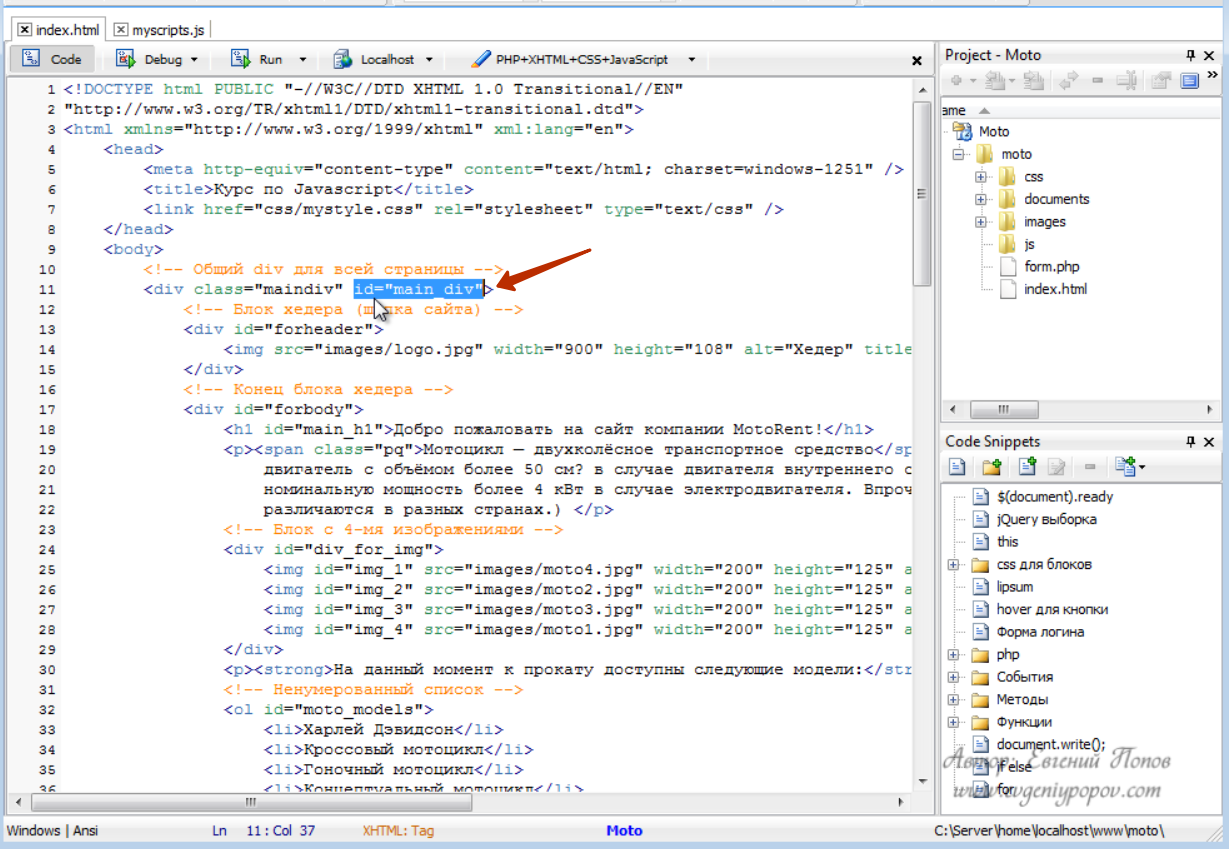 index.html myscripts.js
Code Debug Run Localhost PHP+XHTML+CSS+JavaScript
1 <!DOCTYPE html PUBLIC "-//W3C//DTD XHTML 1.0 Transitional//EN"
2 "http://www.w3.org/TR/xhtml1/DTD/xhtml1-transitional.dtd">
3 <html xmlns="http://www.w3.org/1999/xhtml" xml:lang="en">
4 <head>
5 <meta http-equiv="content-type" content="text/html; charset=windows-1251" />
6 <title>Курс по Javascript</title>
7 <link href="css/mystyle.css" rel="stylesheet" type="text/css" />
8 </head>
9 <body>
10 <!-- Общий div для всей страницы -->
11 <div class="maindiv" id="main_div">
12 <!-- Блок хедера (шапка сайта) -->
13 <div id="forheader">
14 <img src="images/logo.jpg" width="900" height="108" alt="Хедер" title
15 </div>
16 <!-- Конец блока хедера -->
17 <div id="forbody">
18 <h1 id="main_h1">Добро пожаловать на сайт компании MotoRent!</h1>
19 <p><span class="pq">Мотоцикл — двухколёсное транспортное средство</sp
20 двигатель с объёмом более 50 см? в случае двигателя внутреннего с
21 номинальную мощность более 4 кВт в случае электродвигателя. Впроч
22 различаются в разных странах.) </p>
23 <!-- Блок с 4-мя изображениями -->
24 <div id="div_for_img">
25 <img id="img_1" src="images/moto4.jpg" width="200" height="125" a
26 <img id="img_2" src="images/moto2.jpg" width="200" height="125" a
27 <img id="img_3" src="images/moto3.jpg" width="200" height="125" a
28 <img id="img_4" src="images/moto1.jpg" width="200" height="125" a
29 </div>
30 <p><strong>На данный момент к прокату доступны следующие модели:</str
31 <!-- Ненумерованный список -->
32 <ol id="moto_models">
33 <li>Харлей Дэвидсон</li>
34 <li>Кроссовый мотоцикл</li>
35 <li>Гоночный мотоцикл</li>
36 <li>Концептуальный мотоцикл</li>
Windows | Ansi Ln 11 : Col 37 XHTML: Tag Moto C:\Server\home\localhost\www\moto\
Project - Moto
ame
Moto
moto
css
documents
images
js
form.php
index.html
Code Snippets
$(document).ready
jQuery выборка
this
css для блоков
lipsum
hover для кнопки
Форма логина
php
События
Методы
Функции
document.write();
if else
for
Автор: Евгений Попов
www.evgeniypopov.com